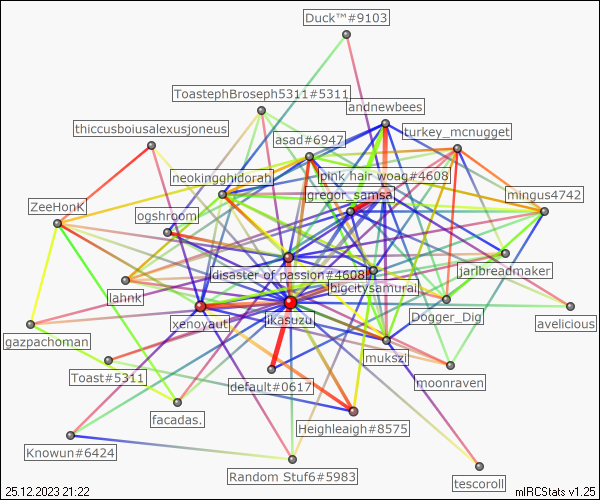 Duck™#9103
ToastephBroseph5311#5311
andnewbees
thiccusboiusalexusjoneus
turkey_mcnugget
asad#6947
pink hair woag#4608
neokingghidorah
gregor_samsa
mingus4742
ZeeHonK
ogshroom
disaster of passion#4608
jarlbreadmaker
bigcitysamurai
lahnk
xenoyaut
ikasuzu
Dogger_Dig
avelicious
gazpachoman
mukszi
Toast#5311
default#0617
moonraven
facadas.
Heighleaigh#8575
Knowun#6424
Random Stuf6#5983
tescoroll
25.12.2023 21:22
mIRCStats v1.25